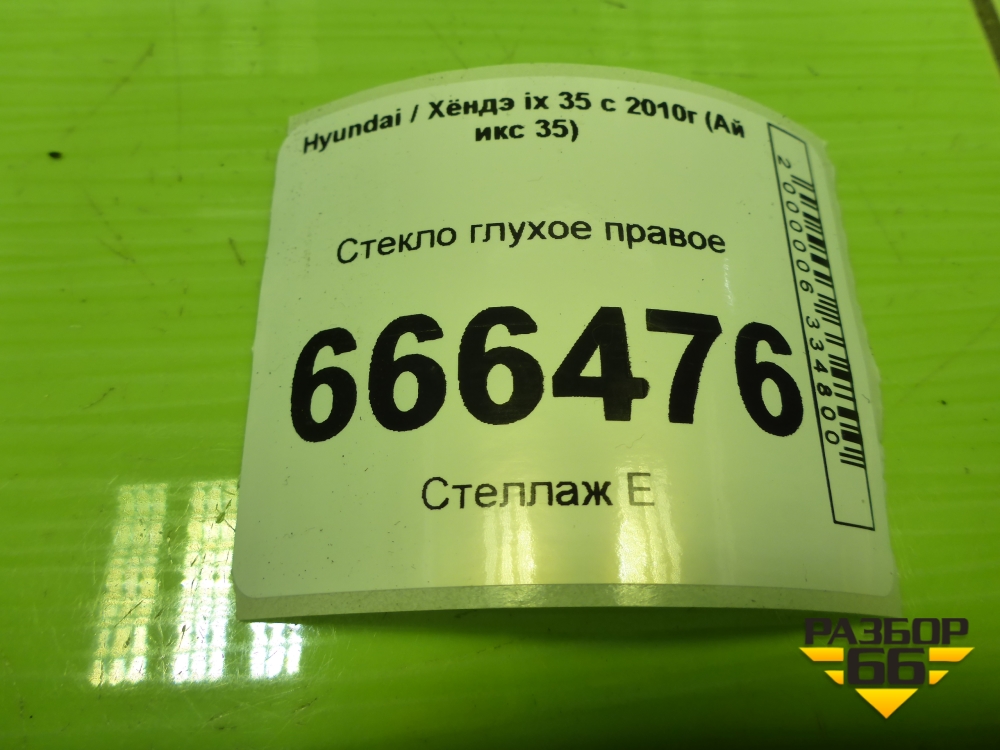 Hyundai / Хёндэ ix 35 с 2010г (Ай
икс 35)
Стекло глухое правое
666476
Стеллаж Е
2000006334800
РАЗБОР
66